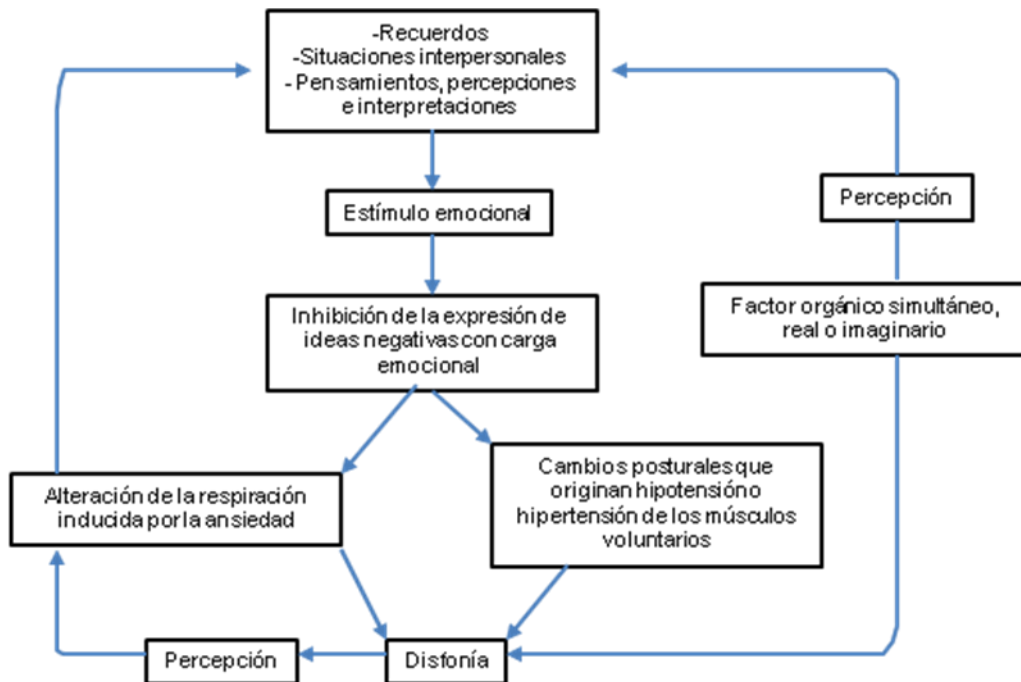 -Recuerdos
-Situaciones interpersonales
- Pensamientos, percepciones
e interpretaciones
Estímulo emocional
Percepción
Inhibición de la expresión de
ideas negativas con carga
emocional
Factor orgánico simultáneo,
real o imaginario
Alteración de la respiración
inducida por la ansiedad
Cambios posturales que
originan hipotensión o
hipertensión de los músculos
voluntarios
Percepción
Disfonía